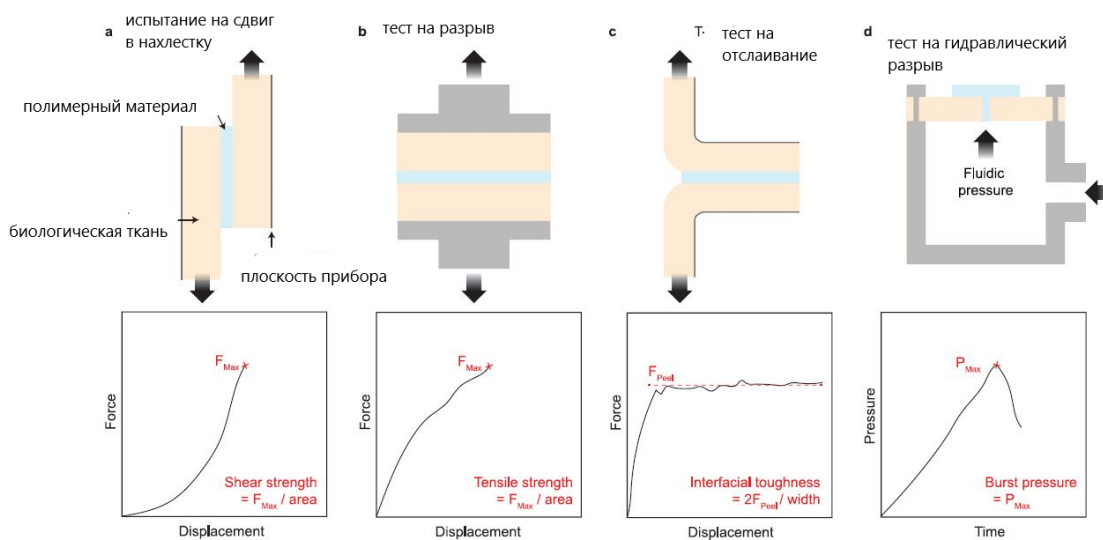 a
испытание на сдвиг
в нахлестку
b
тест на разрыв
c
T.
тест на
отслаивание
d
тест на гидравлический
разрыв
полимерный материал
биологическая ткань
плоскость прибора
Fluidic
pressure
F Max
Force
Shear strength
= F Max / area
Displacement
F Max
Force
Tensile strength
= F Max / area
Displacement
F Peel
Force
Interfacial toughness
= 2F Peel / width
Displacement
P Max
Pressure
Burst pressure
= P Max
Time